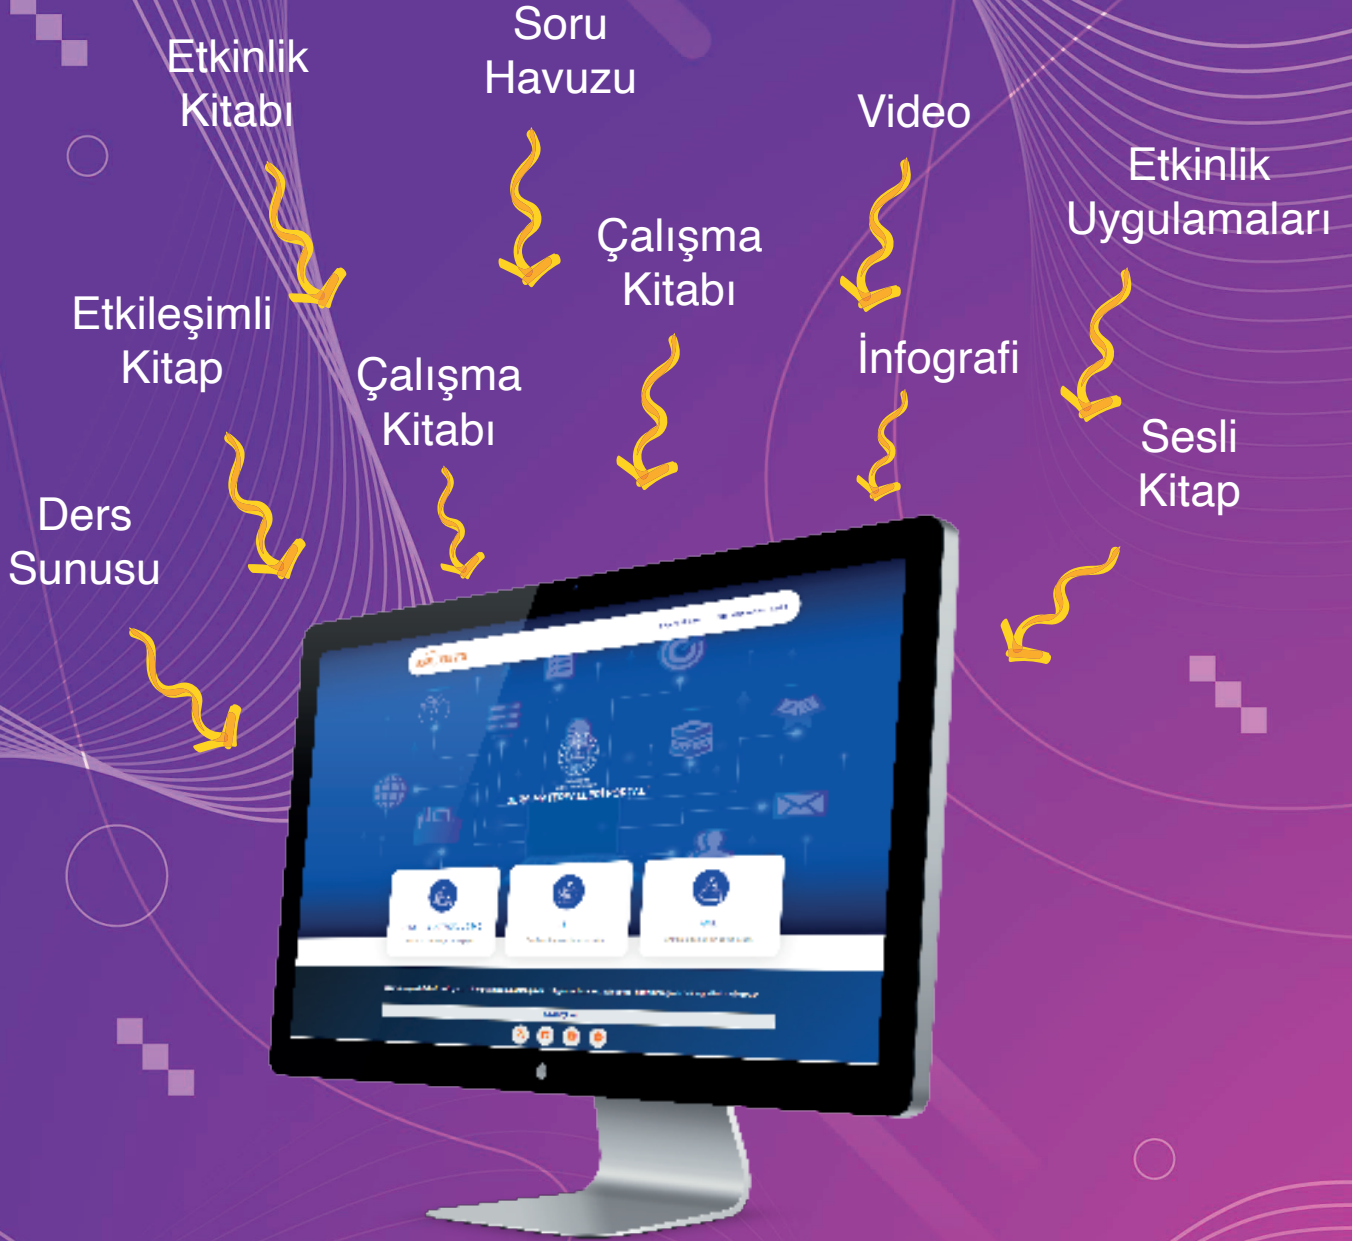 Soru
Havuzu
Etkinlik
Kitabı
Video
Etkinlik
Uygulamaları
Çalışma
Kitabı
Etkileşimli
Kitap
İnfografi
Çalışma
Kitabı
Sesli
Kitap
Ders
Sunusu